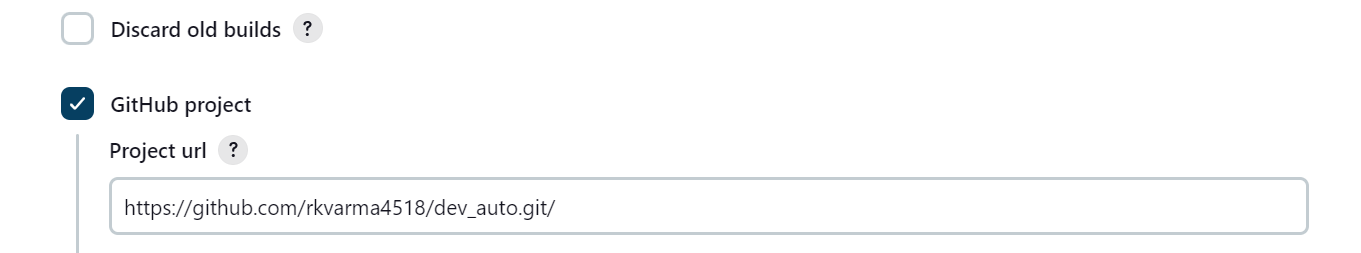 Discard old builds ?
GitHub project
Project url ?
https://github.com/rkvarma4518/dev_auto.git/